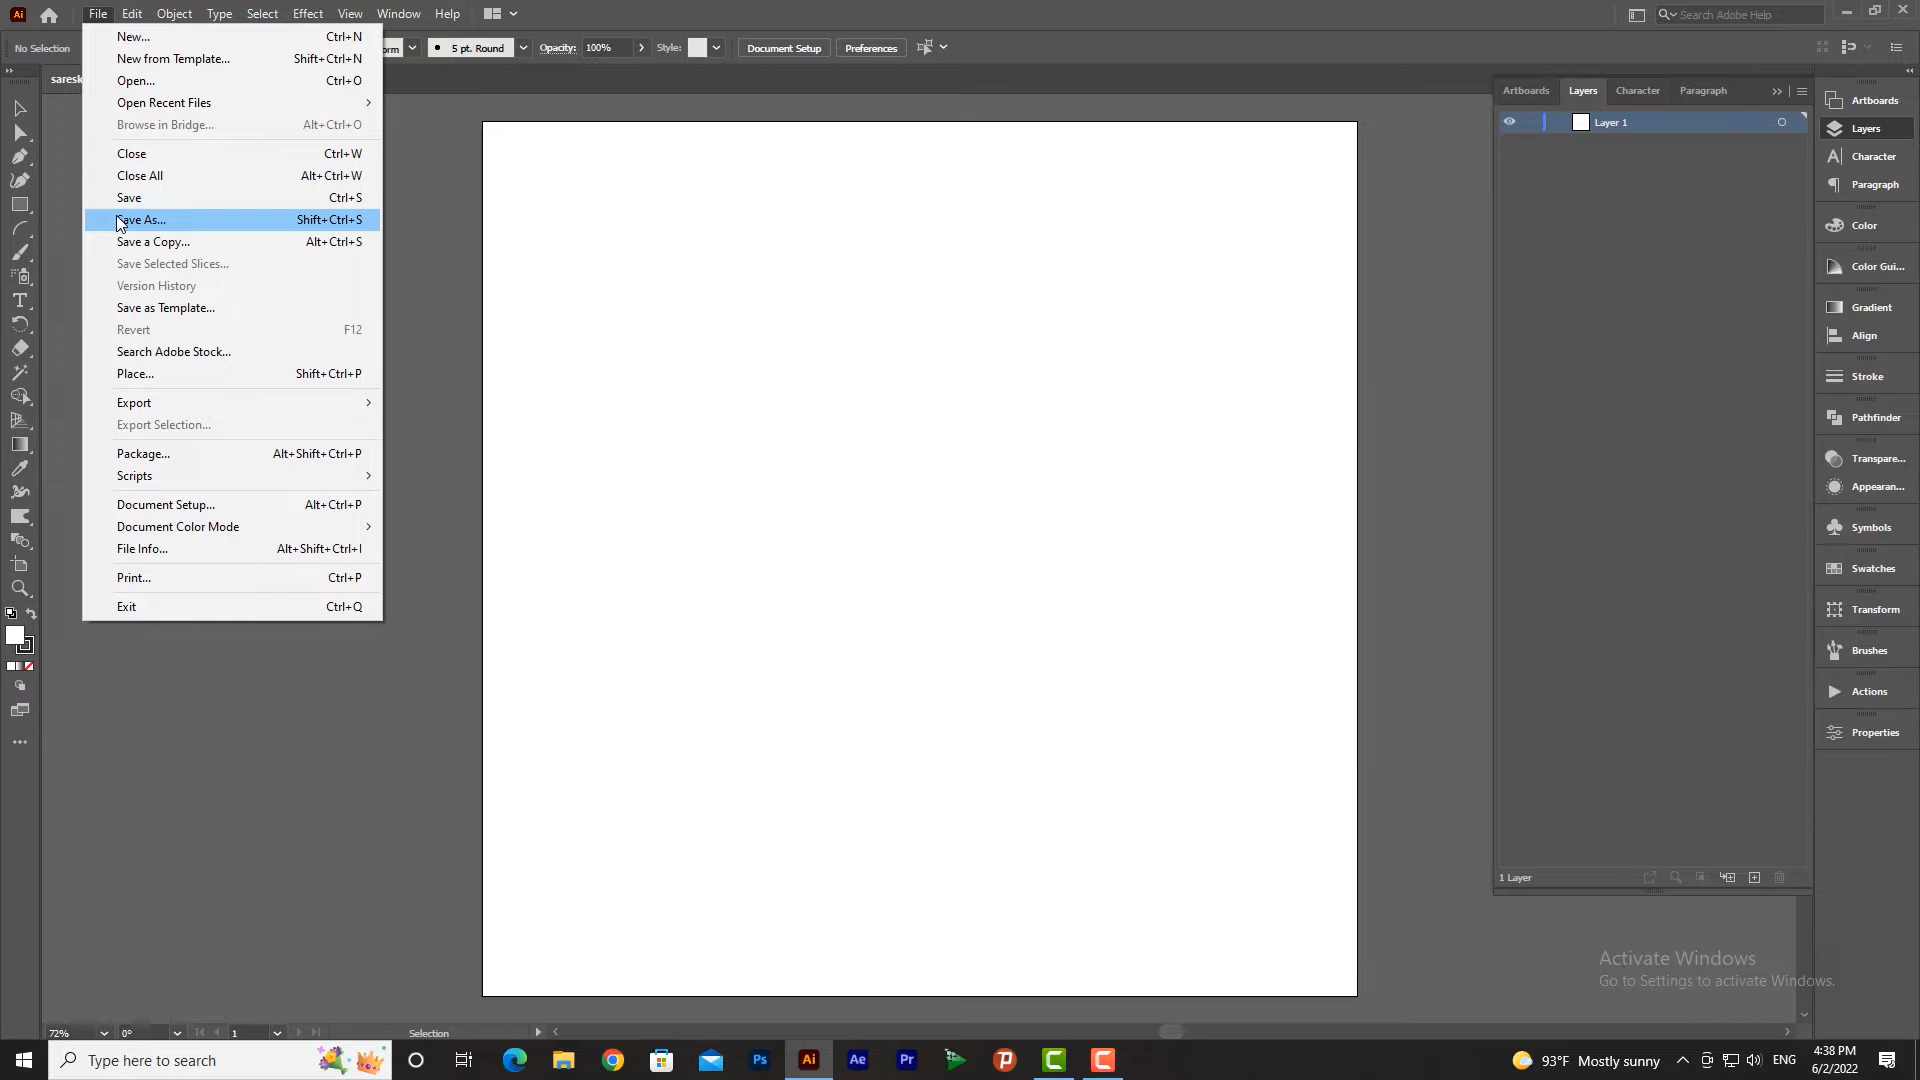 Ai File Edit Object Type Select Effect View Window Help Search Adobe Help
No Selection orm 5 pt. Round Opacity: 100% Style: Document Setup Preferences
saresk
New... Ctrl+N
New from Template... Shift+Ctrl+N
Open... Ctrl+O
Open Recent Files
Browse in Bridge... Alt+Ctrl+O
Close Ctrl+W
Close All Alt+Ctrl+W
Save Ctrl+S
Save As... Shift+Ctrl+S
Save a Copy... Alt+Ctrl+S
Save Selected Slices...
Version History
Save as Template...
Revert F12
Search Adobe Stock...
Place... Shift+Ctrl+P
Export
Export Selection...
Package... Alt+Shift+Ctrl+P
Scripts
Document Setup... Alt+Ctrl+P
Document Color Mode
File Info... Alt+Shift+Ctrl+I
Print... Ctrl+P
Exit Ctrl+Q
Artboards Layers Character Paragraph
Layer 1
1 Layer
Artboards
Layers
Character
Paragraph
Color
Color Gui...
Gradient
Align
Stroke
Pathfinder
Transpare...
Appearan...
Symbols
Swatches
Transform
Brushes
Actions
Properties
Activate Windows
Go to Settings to activate Windows.
72% 0° 1 Selection
Type here to search Ps Ai Ae Pr 93°F Mostly sunny ENG
4:38 PM
6/2/2022